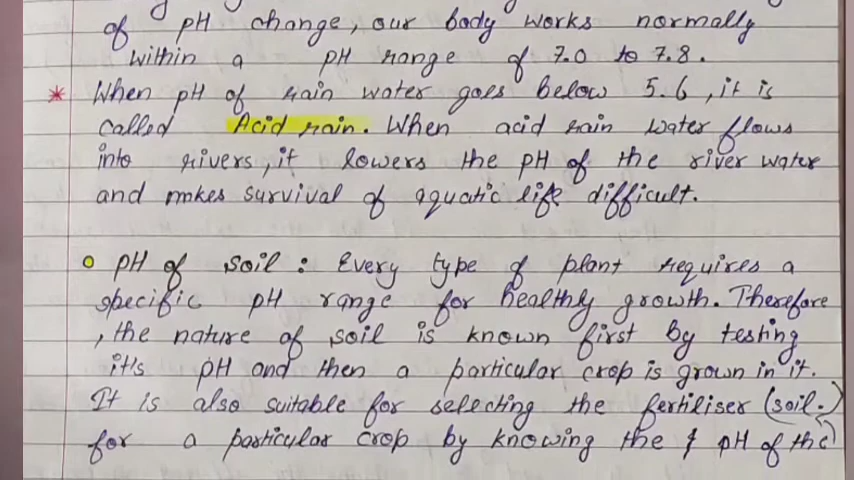 of pH change, our body works normally
within a pH range of 7.0 to 7.8.
* When pH of rain water goes below 5.6, it is
called Acid rain. When acid rain water flows
into rivers, it lowers the pH of the river water
and makes survival of aquatic life difficult.
pH of soil : Every type of plant requires a
specific pH range for healthy growth. Therefore
, the nature of soil is known first by testing
it's pH and then a particular crop is grown in it.
It is also suitable for selecting the fertiliser (soil.)
for a particular crop by knowing the pH of the